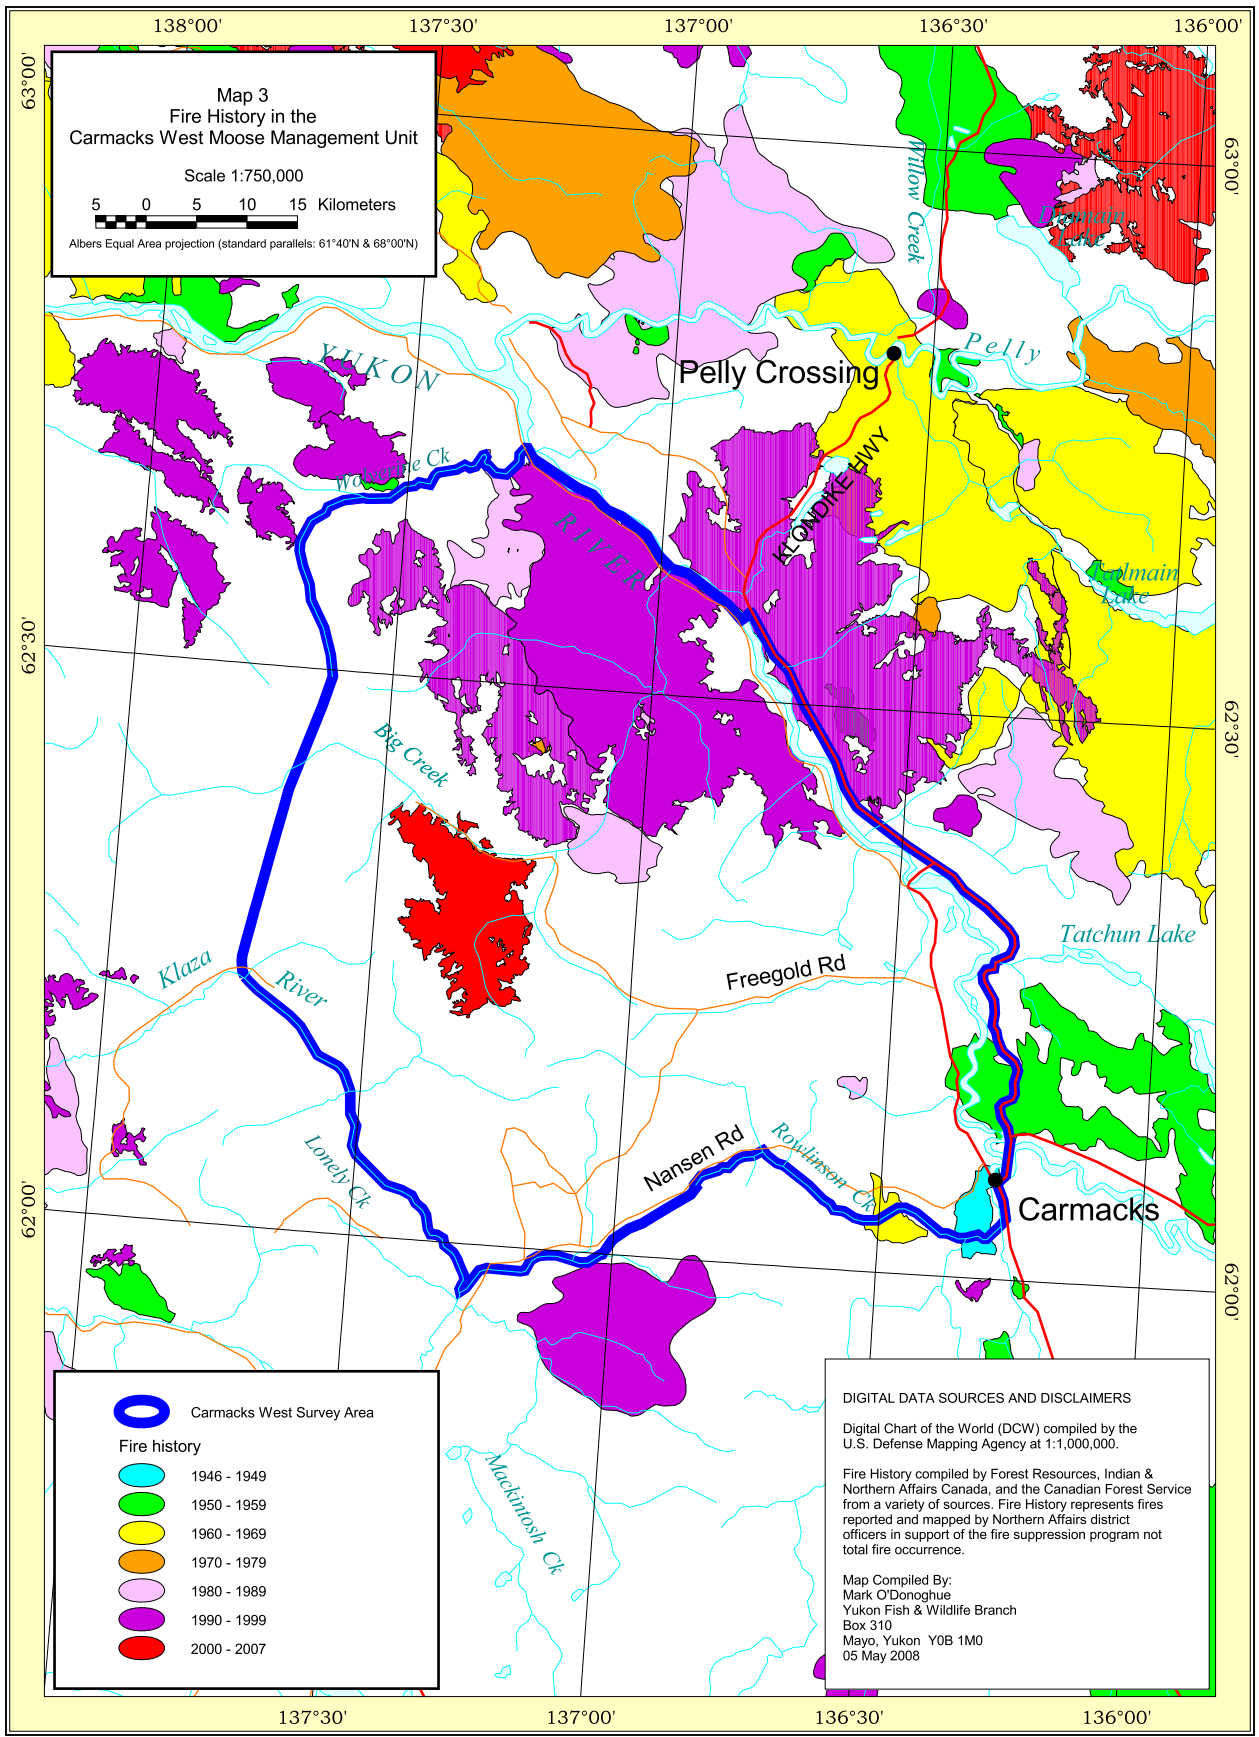 138°00'
137°30'
137°00'
136°30'
136°00'
63°00'
63°00'
Map 3
Fire History in the
Carmacks West Moose Management Unit
Scale 1:750,000
5 0 5 10 15 Kilometers
Albers Equal Area projection (standard parallels: 61°40'N & 68°00'N)
Willow Creek
Diamain
Lake
YUKON
Pelly
Pelly Crossing
Wolverine Ck
KLONDIKE HWY
RIVER
Tatlmain
Lake
62°30'
62°30'
Big Creek
Tatchun Lake
Klaza
River
Freegold Rd
Lonely Ck
Nansen Rd
Rowlinson Ck
Carmacks
62°00'
62°00'
Mackintosh Ck
Carmacks West Survey Area
Fire history
1946 - 1949
1950 - 1959
1960 - 1969
1970 - 1979
1980 - 1989
1990 - 1999
2000 - 2007
DIGITAL DATA SOURCES AND DISCLAIMERS
Digital Chart of the World (DCW) compiled by the
U.S. Defense Mapping Agency at 1:1,000,000.
Fire History compiled by Forest Resources, Indian &
Northern Affairs Canada, and the Canadian Forest Service
from a variety of sources. Fire History represents fires
reported and mapped by Northern Affairs district
officers in support of the fire suppression program not
total fire occurrence.
Map Compiled By:
Mark O'Donoghue
Yukon Fish & Wildlife Branch
Box 310
Mayo, Yukon  Y0B 1M0
05 May 2008
137°30'
137°00'
136°30'
136°00'